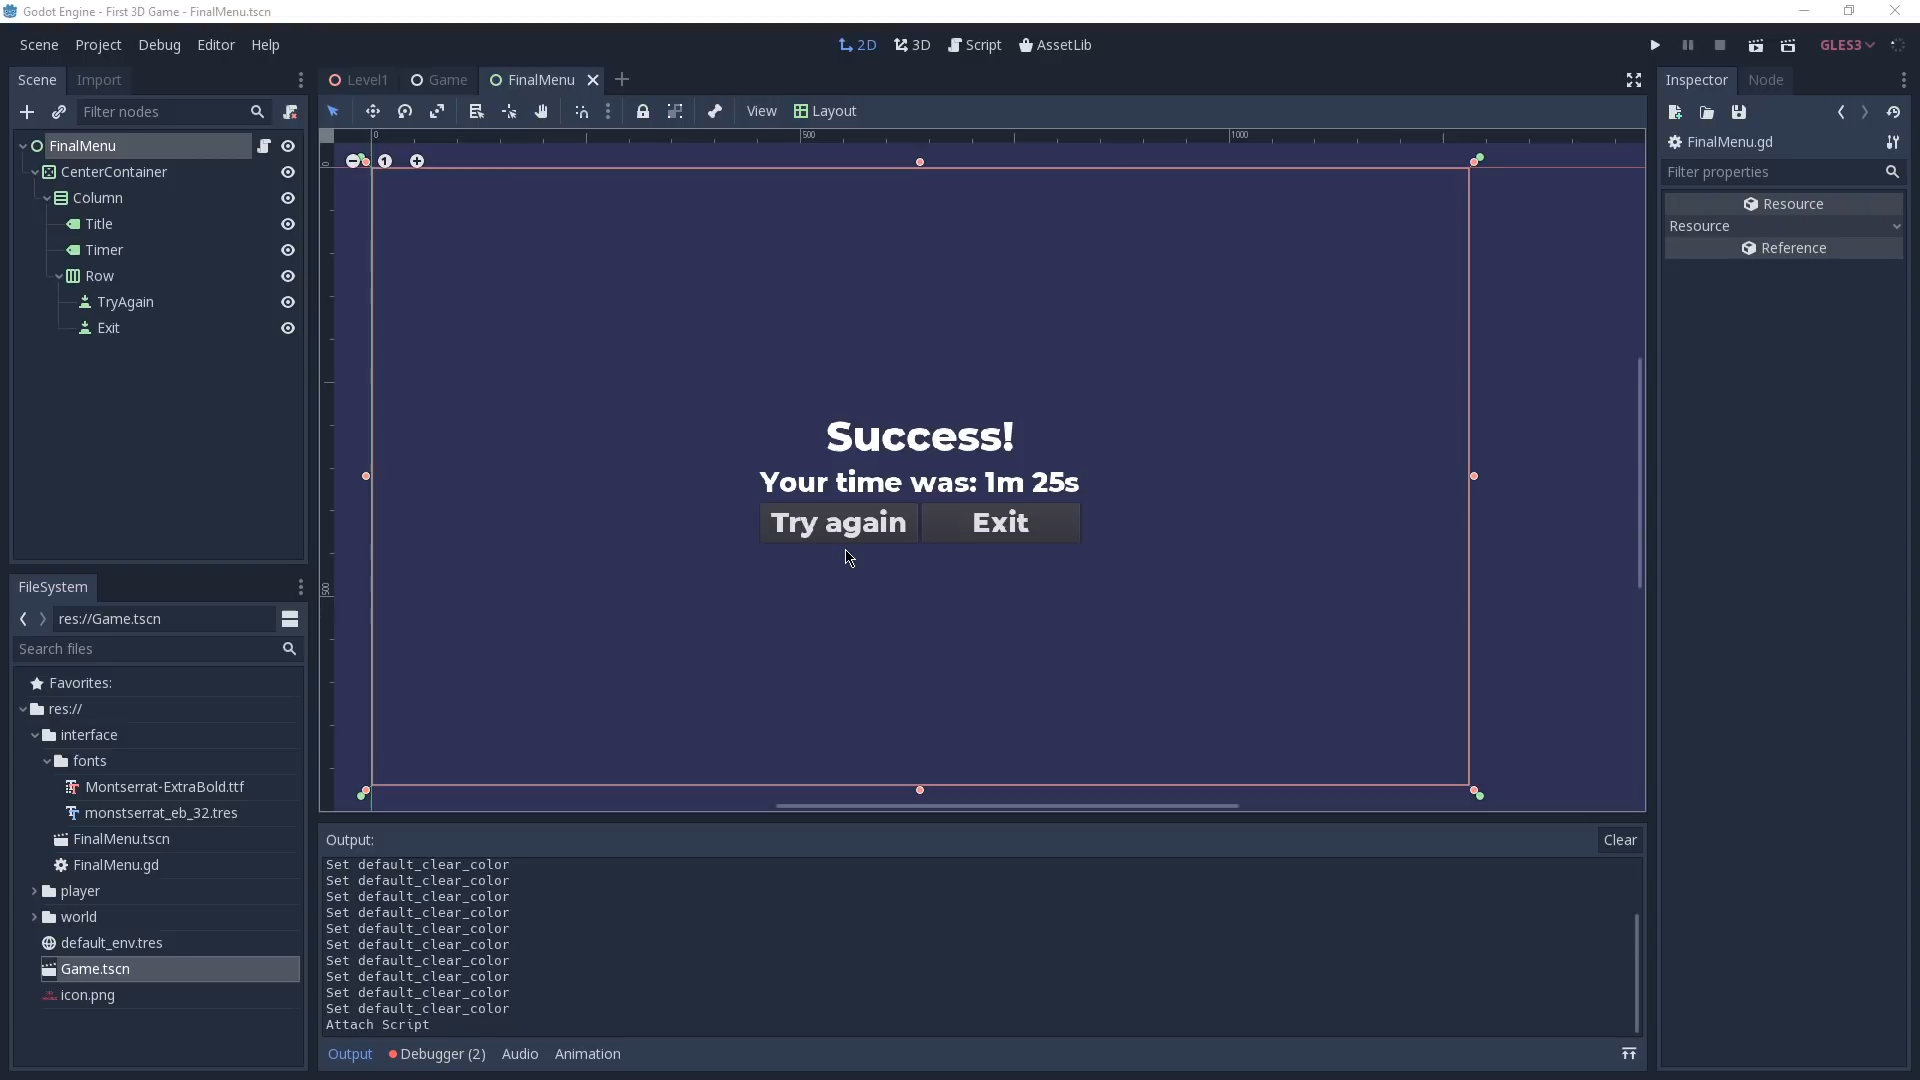 Godot Engine - First 3D Game - FinalMenu.tscn
Scene Project Debug Editor Help
2D 3D Script AssetLib
GLES3
Scene Import
Level1 Game FinalMenu
Inspector Node
Filter nodes
View Layout
FinalMenu
CenterContainer
Column
Title
Timer
Row
TryAgain
Exit
0 500 1000
0
500
1
Success!
Your time was: 1m 25s
Try again Exit
FinalMenu.gd
Filter properties
Resource
Resource
Reference
FileSystem
res://Game.tscn
Search files
Favorites:
res://
interface
fonts
Montserrat-ExtraBold.ttf
monstserrat_eb_32.tres
FinalMenu.tscn
FinalMenu.gd
player
world
default_env.tres
Game.tscn
icon.png
Output: Clear
Set default_clear_color
Set default_clear_color
Set default_clear_color
Set default_clear_color
Set default_clear_color
Set default_clear_color
Set default_clear_color
Set default_clear_color
Set default_clear_color
Set default_clear_color
Attach Script
Output Debugger (2) Audio Animation